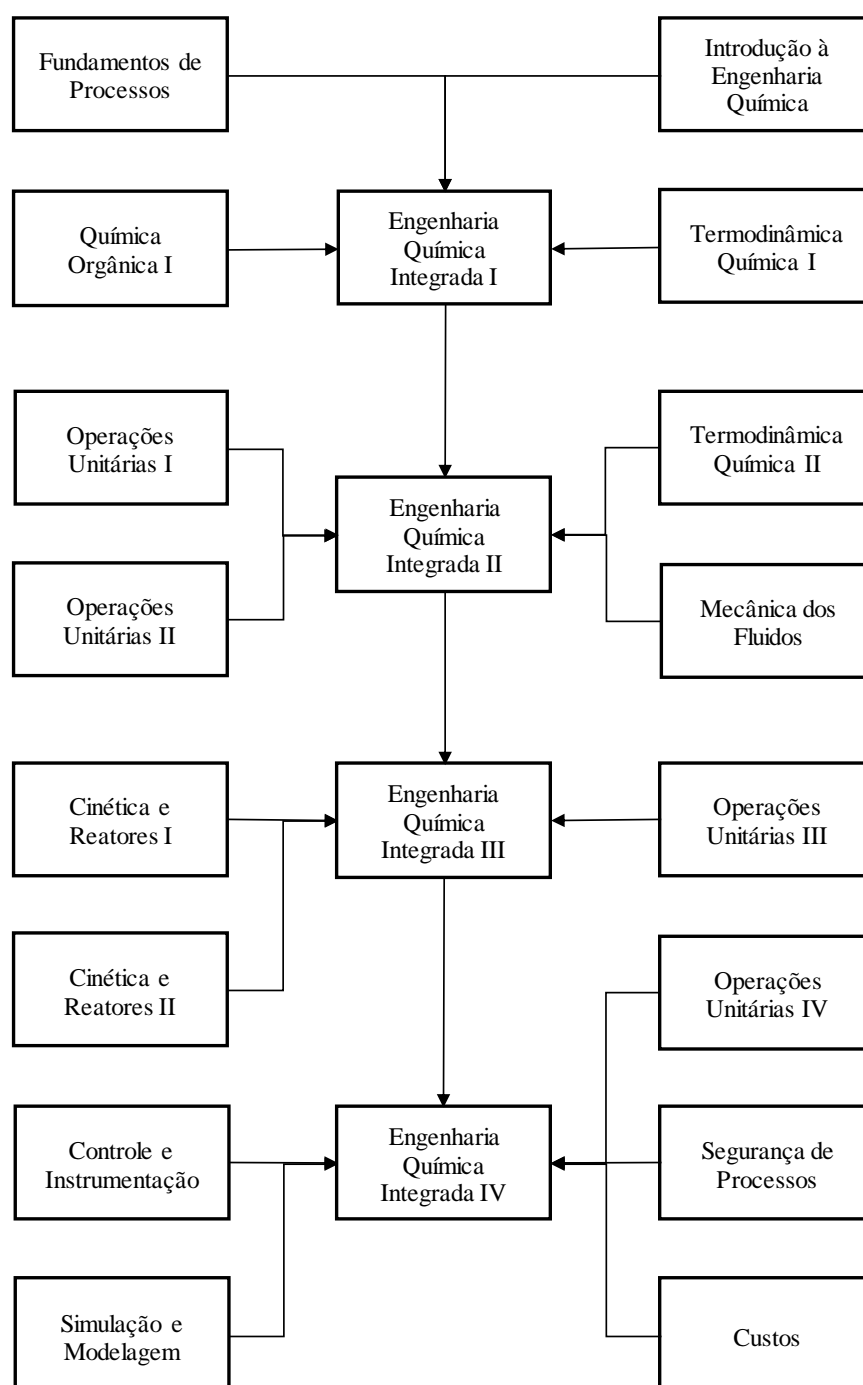 Fundamentos de
Processos
Introdução à
Engenharia
Química
Química
Orgânica I
Engenharia
Química
Integrada I
Termodinâmica
Química I
Operações
Unitárias I
Termodinâmica
Química II
Engenharia
Química
Integrada II
Operações
Unitárias II
Mecânica dos
Fluidos
Cinética e
Reatores I
Engenharia
Química
Integrada III
Operações
Unitárias III
Cinética e
Reatores II
Operações
Unitárias IV
Controle e
Instrumentação
Engenharia
Química
Integrada IV
Segurança de
Processos
Simulação e
Modelagem
Custos